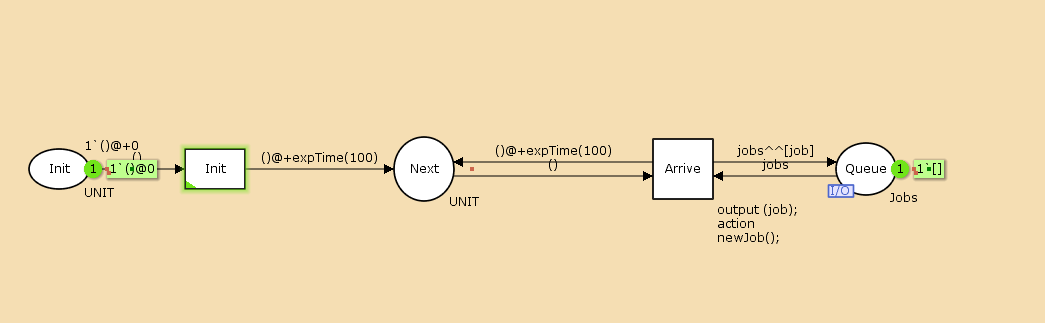 1`()@+0
()
Init
1
1`()@0
UNIT
Init
()@+expTime(100)
Next
UNIT
()@+expTime(100)
()
Arrive
jobs^^[job]
jobs
output (job);
action
newJob();
Queue
I/O
1
1`[]
Jobs